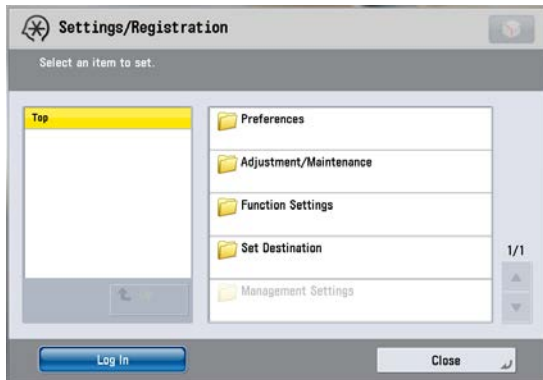 Settings/Registration
Select an item to set.
Top
Preferences
Adjustment/Maintenance
Function Settings
Set Destination
1/1
Management Settings
Log In
Close